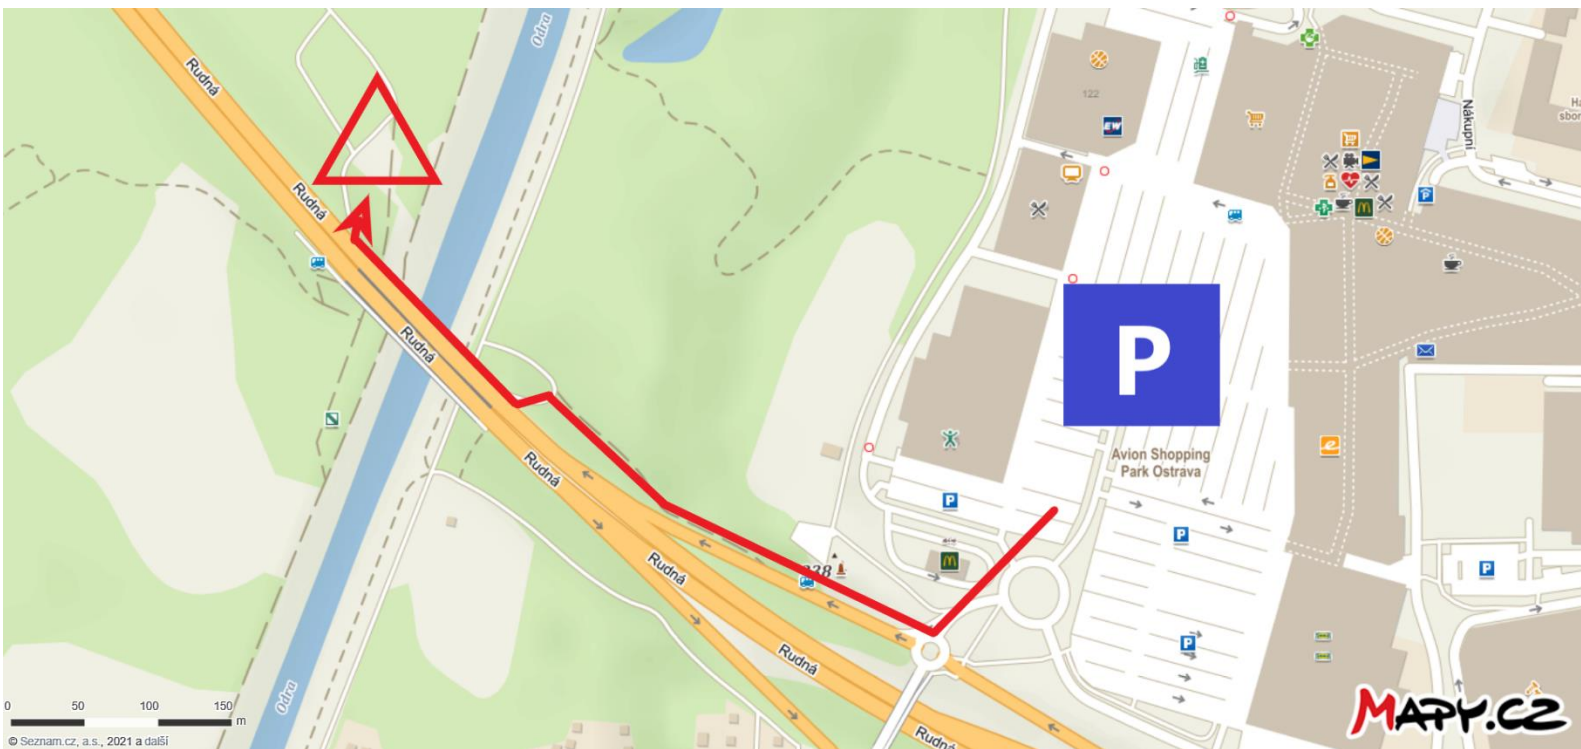 Odra
Rudná
122
EW
Nákupní
P
Rudná
P
Rudná
Avion Shopping
Park Ostrava
Rudná
P
P
P
Rudná
P
Rudná
Odra
0 50 100 150 m
Rudná
© Seznam.cz, a.s., 2021 a další
MAPY.CZ